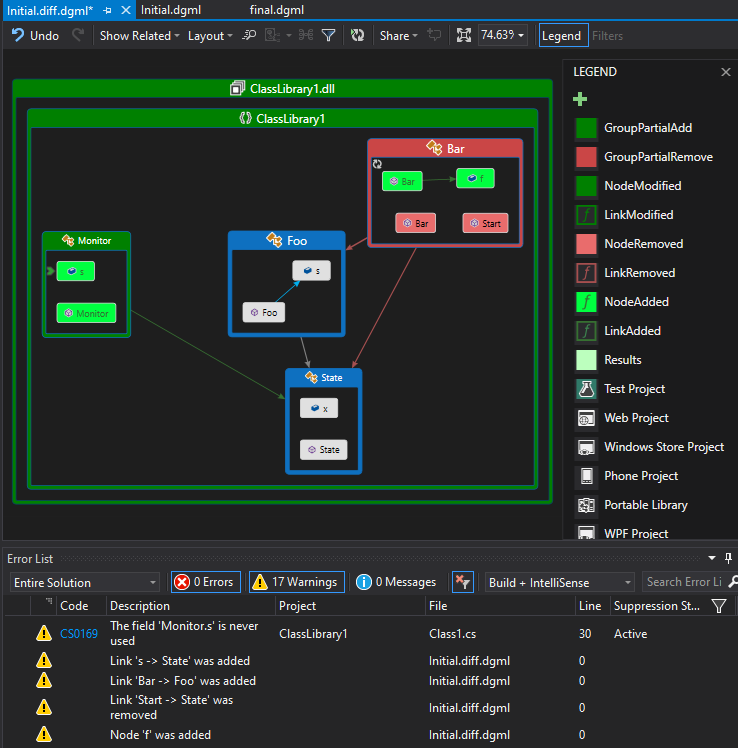 Initial.diff.dgml* Initial.dgml final.dgml
Undo Show Related Layout Share 74.639 Legend Filters
LEGEND
ClassLibrary1.dll
ClassLibrary1
GroupPartialAdd
GroupPartialRemove
NodeModified
LinkModified
NodeRemoved
LinkRemoved
NodeAdded
LinkAdded
Results
Test Project
Web Project
Windows Store Project
Phone Project
Portable Library
WPF Project
Bar
Bar f
Bar Start
Monitor
s
Monitor
Foo
s
Foo
State
x
State
Error List
Entire Solution 0 Errors 17 Warnings 0 Messages Build + IntelliSense Search Error Li
Code Description Project File Line Suppression St...
CS0169 The field 'Monitor.s' is never
used ClassLibrary1 Class1.cs 30 Active
Link 's -> State' was added Initial.diff.dgml 0
Link 'Bar -> Foo' was added Initial.diff.dgml 0
Link 'Start -> State' was
removed Initial.diff.dgml 0
Node 'f' was added Initial.diff.dgml 0